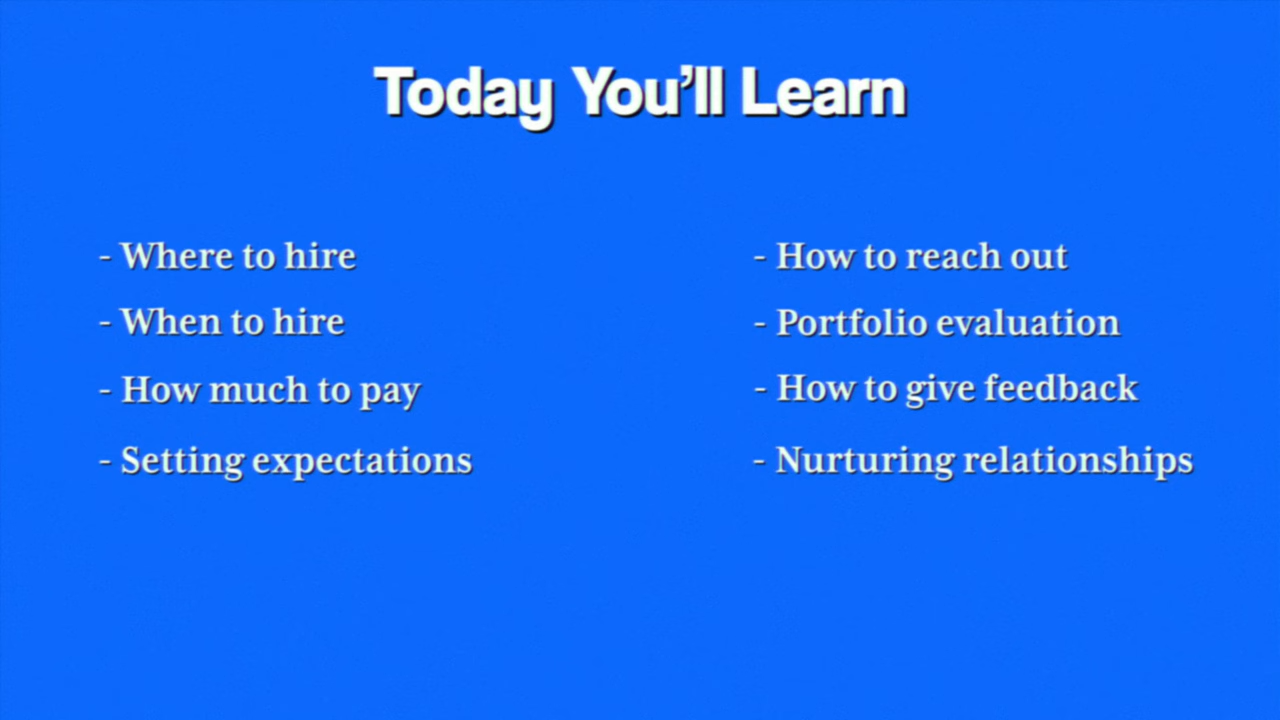 Today You’ll Learn
- Where to hire
- When to hire
- How much to pay
- Setting expectations
- How to reach out
- Portfolio evaluation
- How to give feedback
- Nurturing relationships